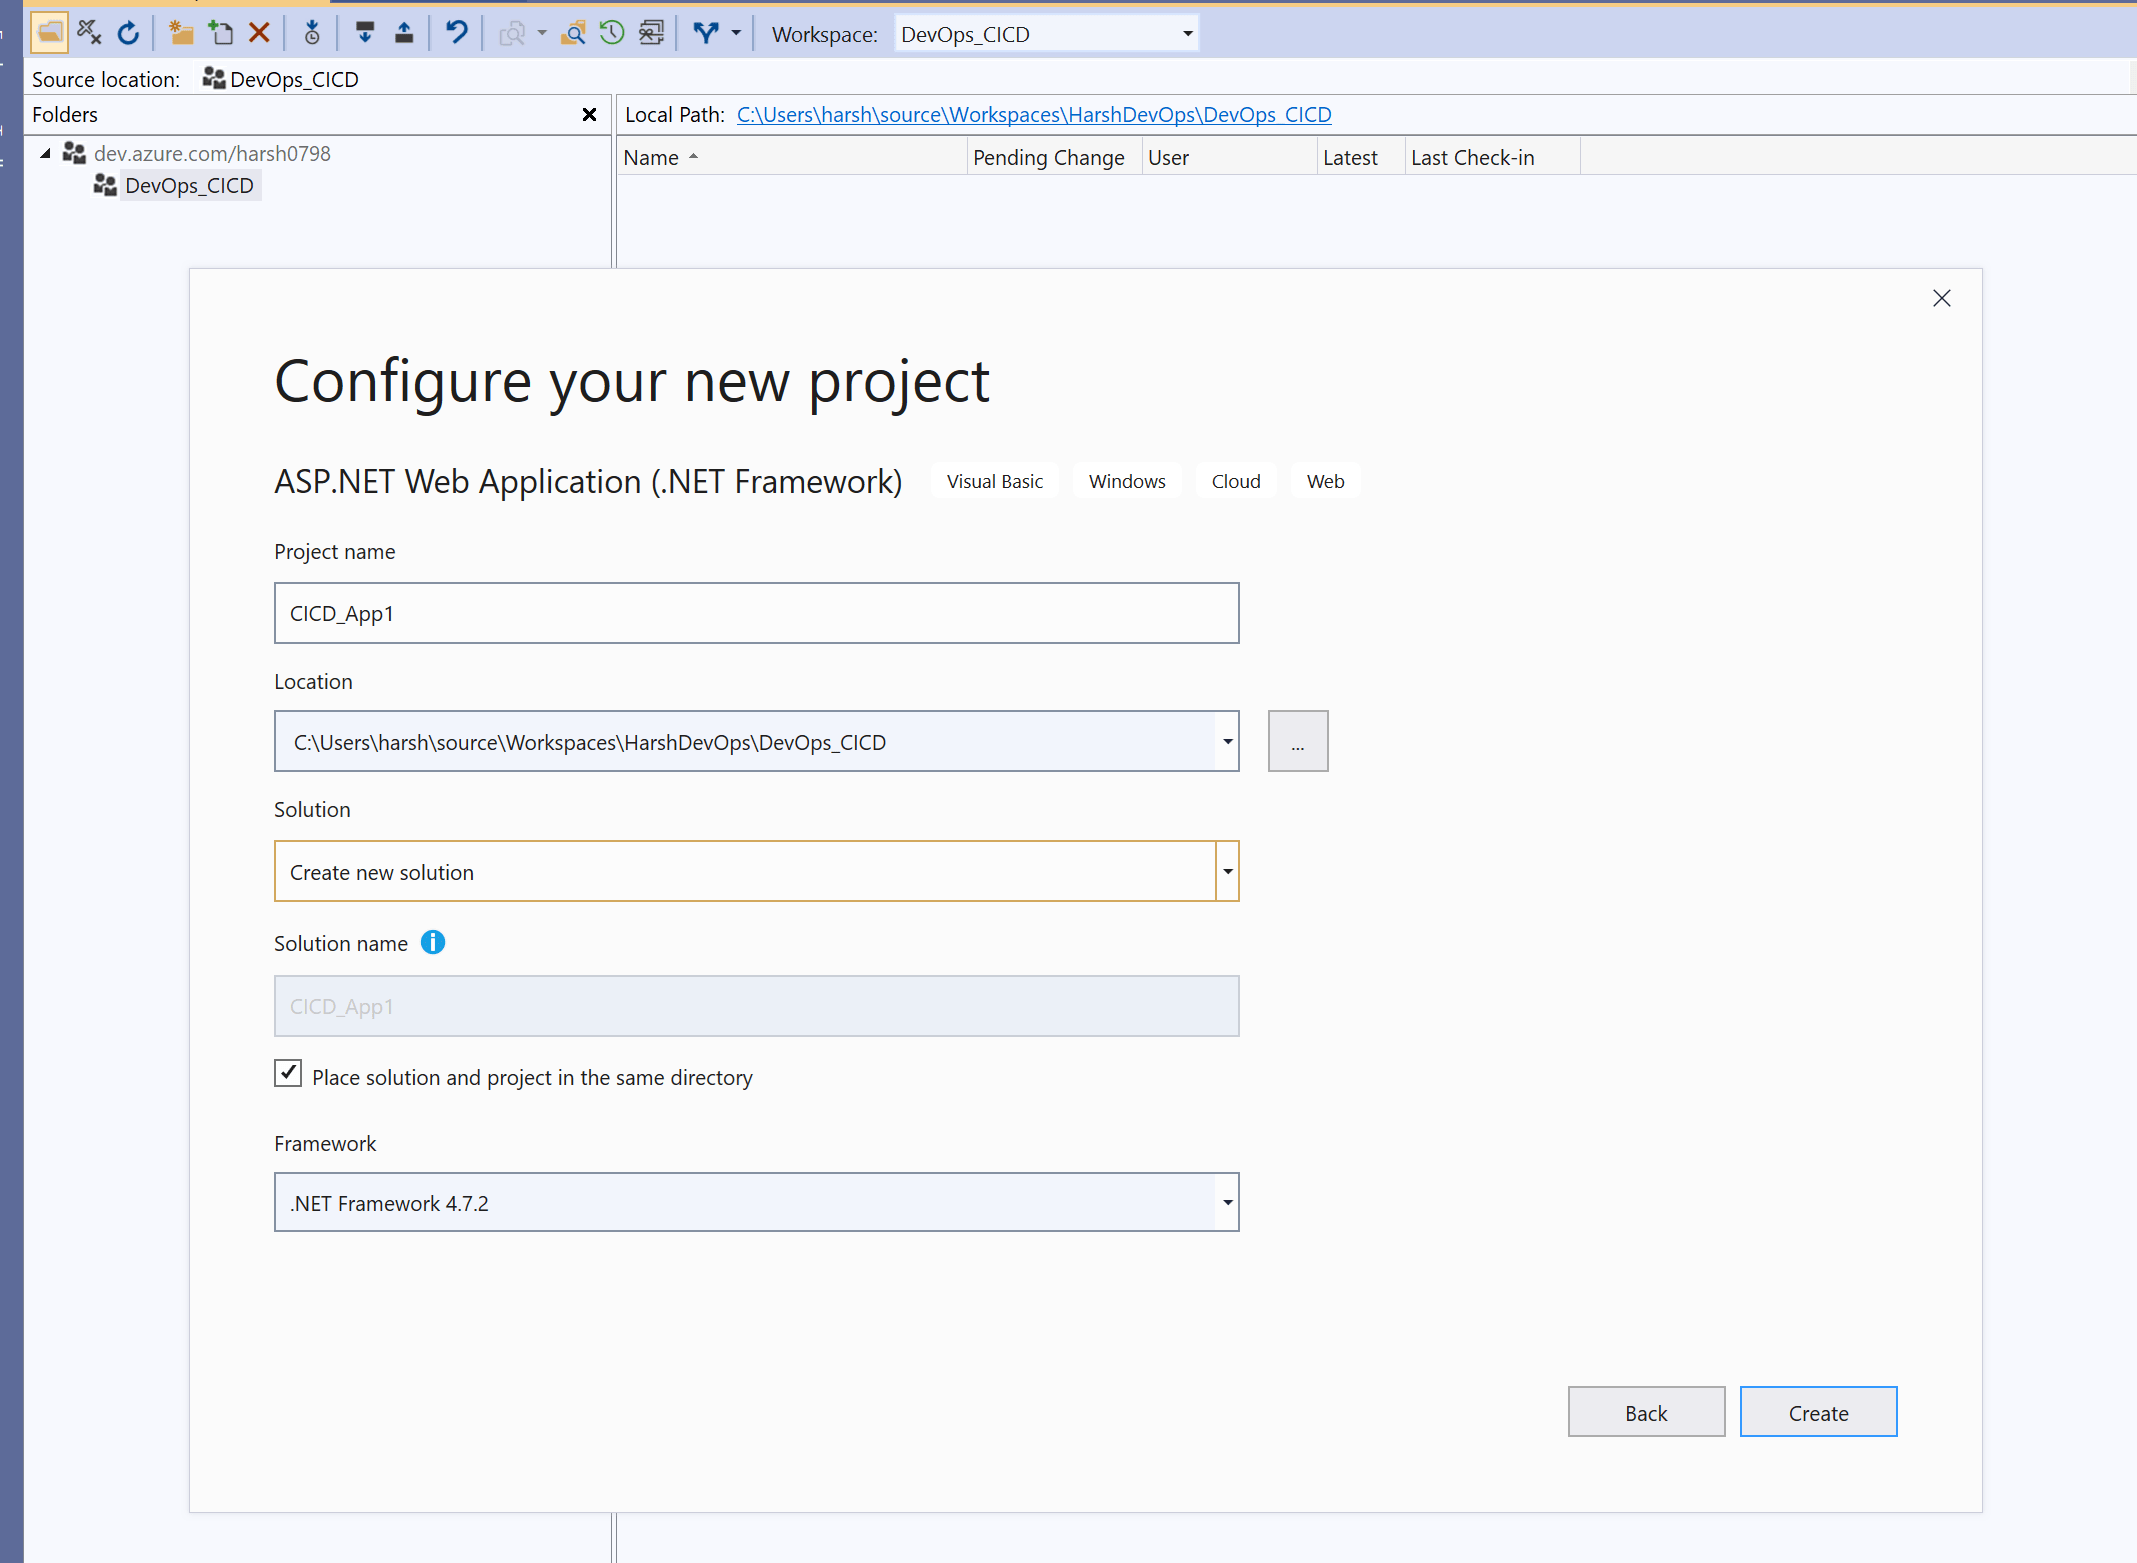 Workspace: DevOps_CICD
Source location: DevOps_CICD
Folders
Local Path: C:\Users\harsh\source\Workspaces\HarshDevOps\DevOps_CICD
dev.azure.com/harsh0798
DevOps_CICD
Name Pending Change User Latest Last Check-in
Configure your new project
ASP.NET Web Application (.NET Framework) Visual Basic Windows Cloud Web
Project name
CICD_App1
Location
C:\Users\harsh\source\Workspaces\HarshDevOps\DevOps_CICD
...
Solution
Create new solution
Solution name
CICD_App1
Place solution and project in the same directory
Framework
.NET Framework 4.7.2
Back Create